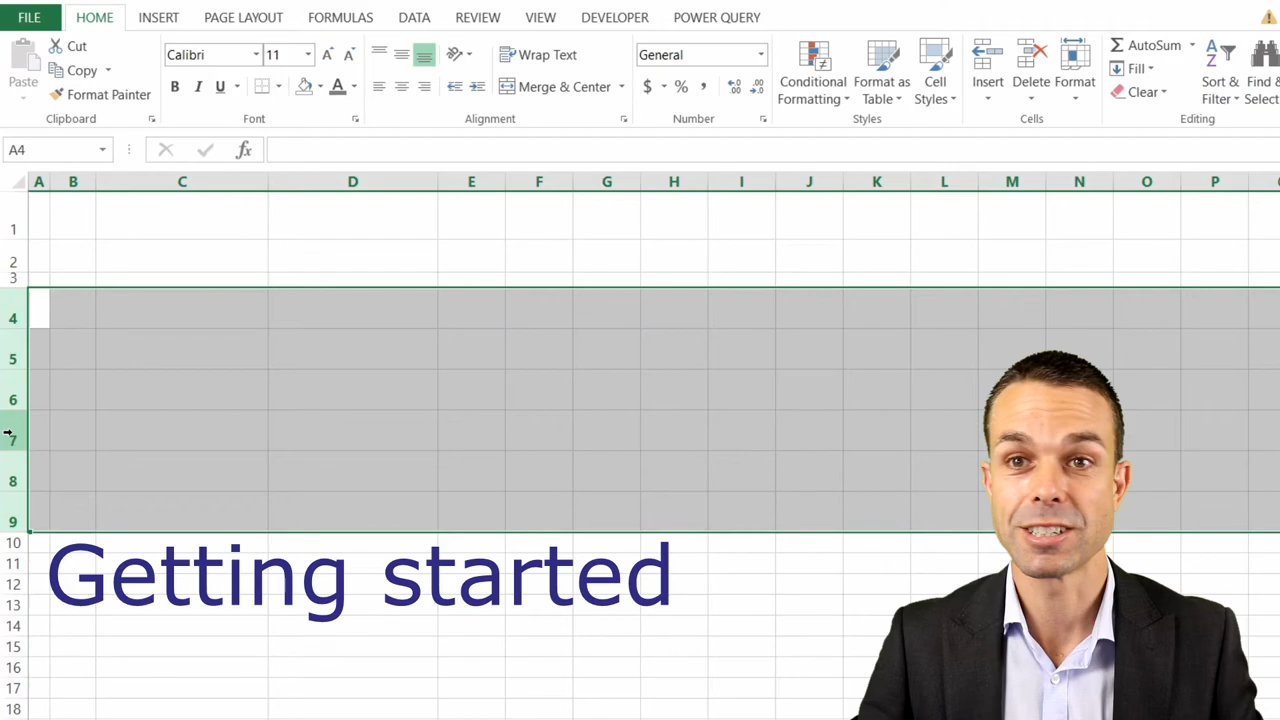 FILE HOME INSERT PAGE LAYOUT FORMULAS DATA REVIEW VIEW DEVELOPER POWER QUERY
Paste
Cut
Copy
Format Painter
Clipboard
Calibri 11
B I U A
Font
Wrap Text
Merge & Center
Alignment
General
$ % ,
Number
Conditional Formatting
Format as Table
Cell Styles
Styles
Insert
Delete
Format
Cells
AutoSum
Fill
Clear
Sort & Filter
Find & Select
Editing
A4 fx
A B C D E F G H I J K L M N O P
1
2
3
4
5
6
7
8
9
10
11
12
13
14
15
16
17
18
Getting started